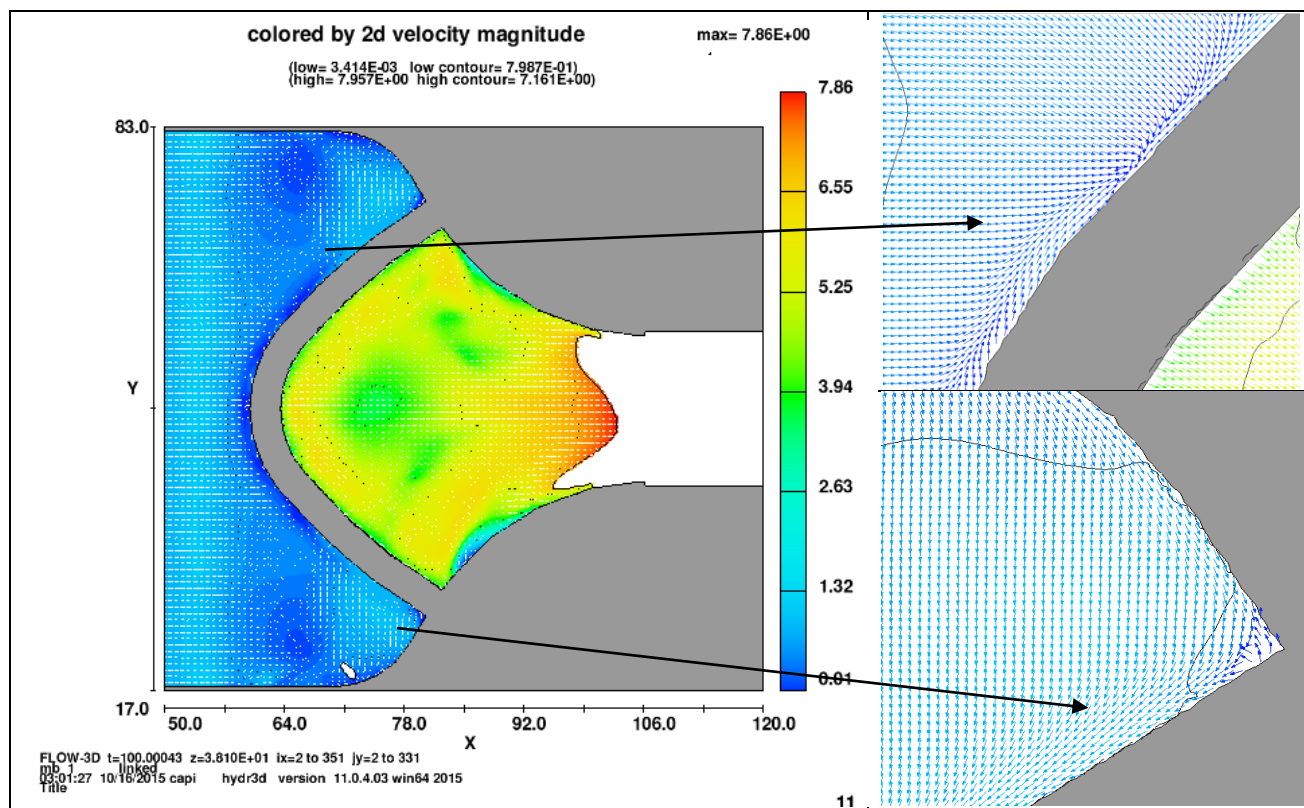 colored by 2d velocity magnitude
max= 7.86E+00
(low= 3.414E-03 low contour= 7.987E-01)
(high= 7.957E+00 high contour= 7.161E+00)
7.86
6.55
5.25
3.94
2.63
1.32
0.01
83.0
Y
17.0
50.0 64.0 78.0 92.0 106.0 120.0
X
FLOW-3D t=100.00043 z=3.810E+01 ix=2 to 351 jy=2 to 331
mb_1 linked
03:01:27 10/16/2015 capi hydr3d version 11.0.4.03 win64 2015
Title
11